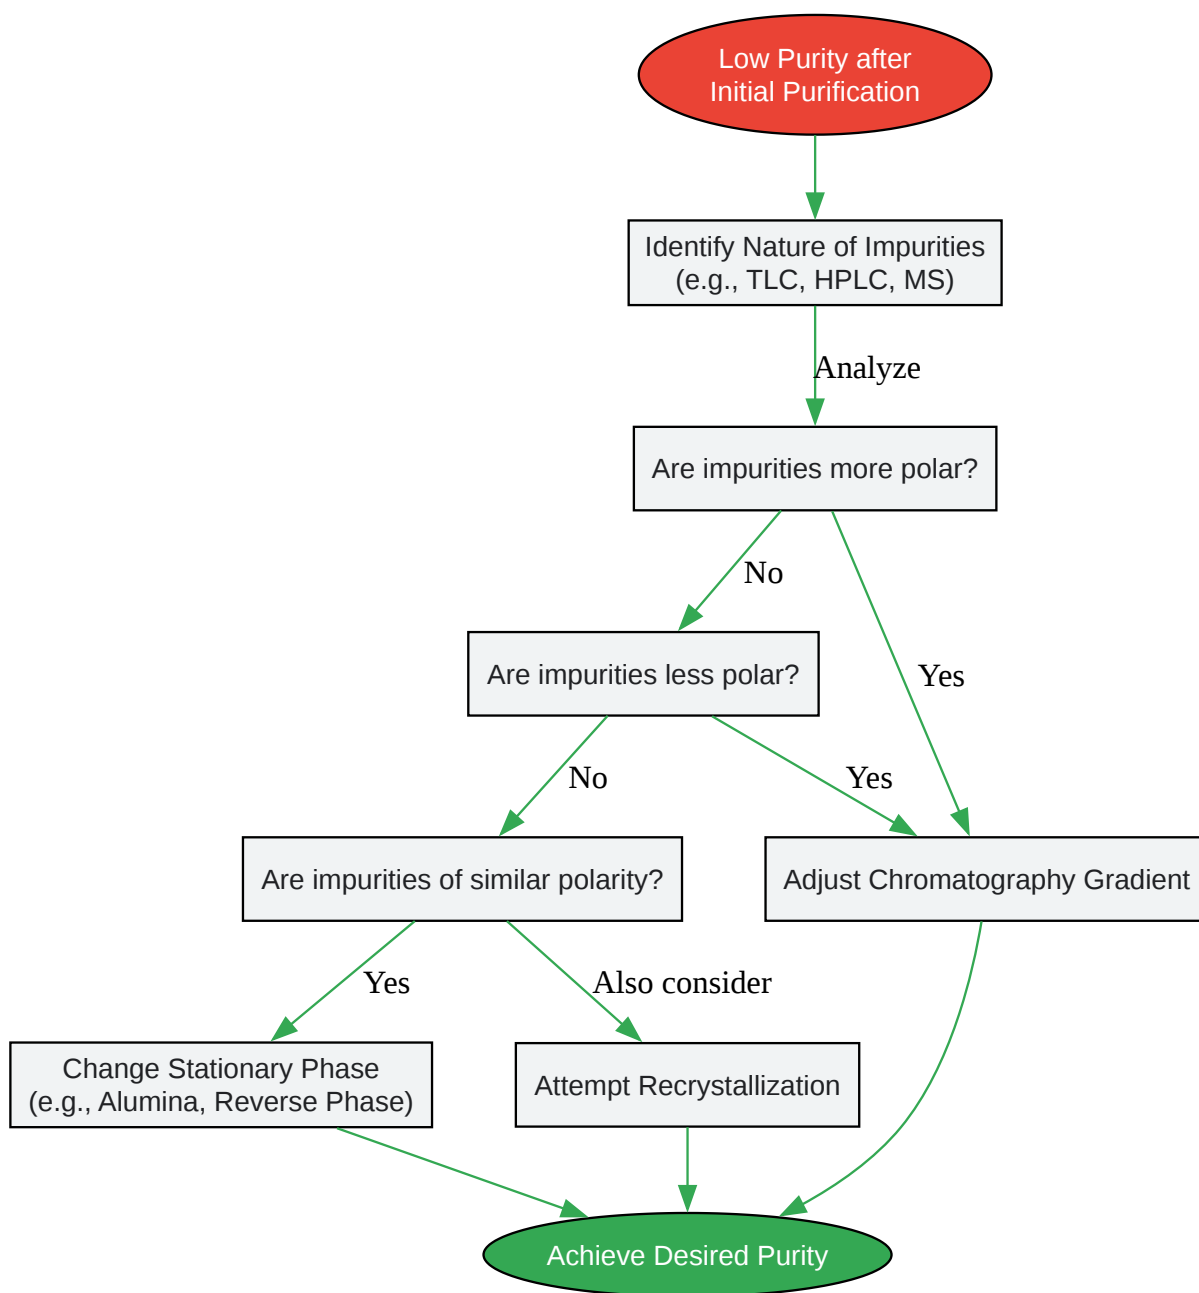 Low Purity after
Initial Purification
Identify Nature of Impurities
(e.g., TLC, HPLC, MS)
Analyze
Are impurities more polar?
No
Are impurities less polar?
Yes
No
Yes
Are impurities of similar polarity?
Adjust Chromatography Gradient
Yes
Also consider
Change Stationary Phase
(e.g., Alumina, Reverse Phase)
Attempt Recrystallization
Achieve Desired Purity